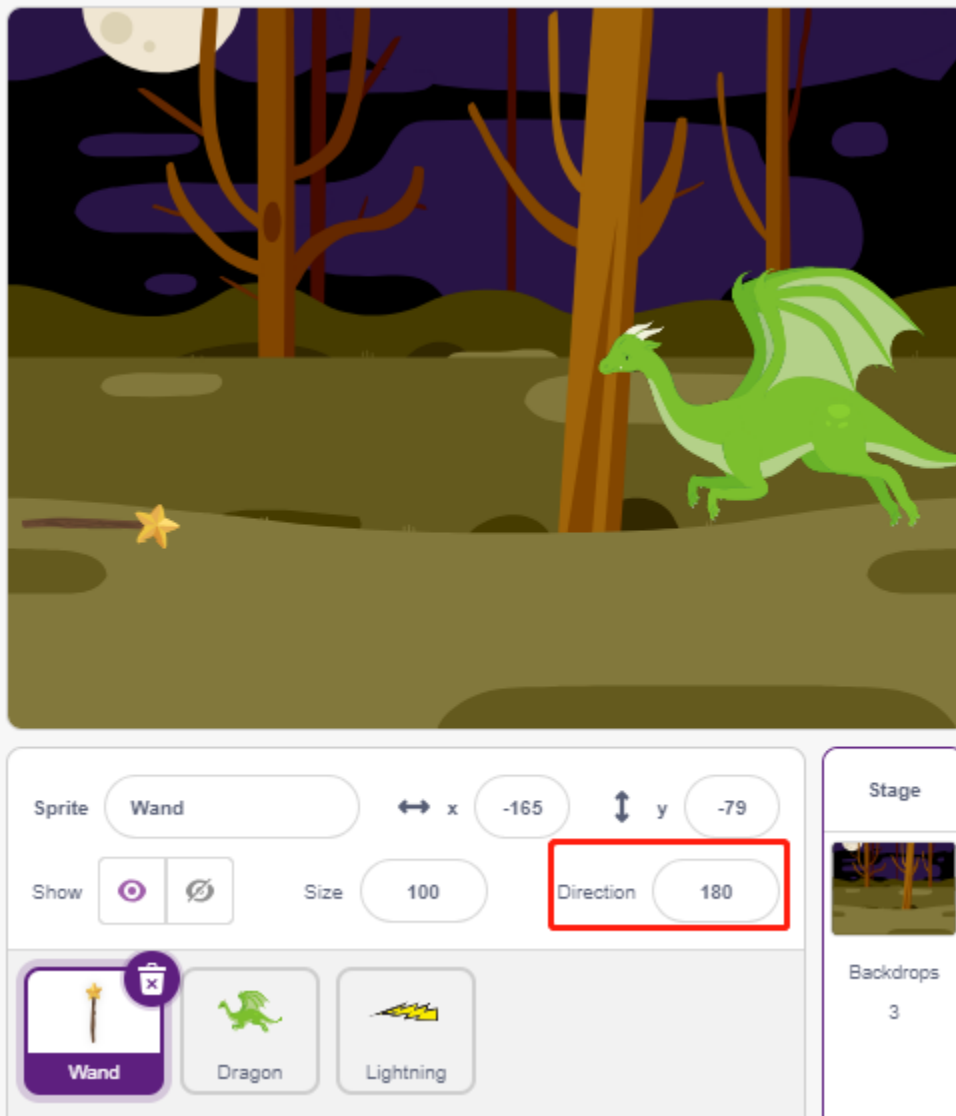 Sprite Wand x -165 y -79
Stage
Show Size 100 Direction 180
Backdrops
3
Wand Dragon Lightning